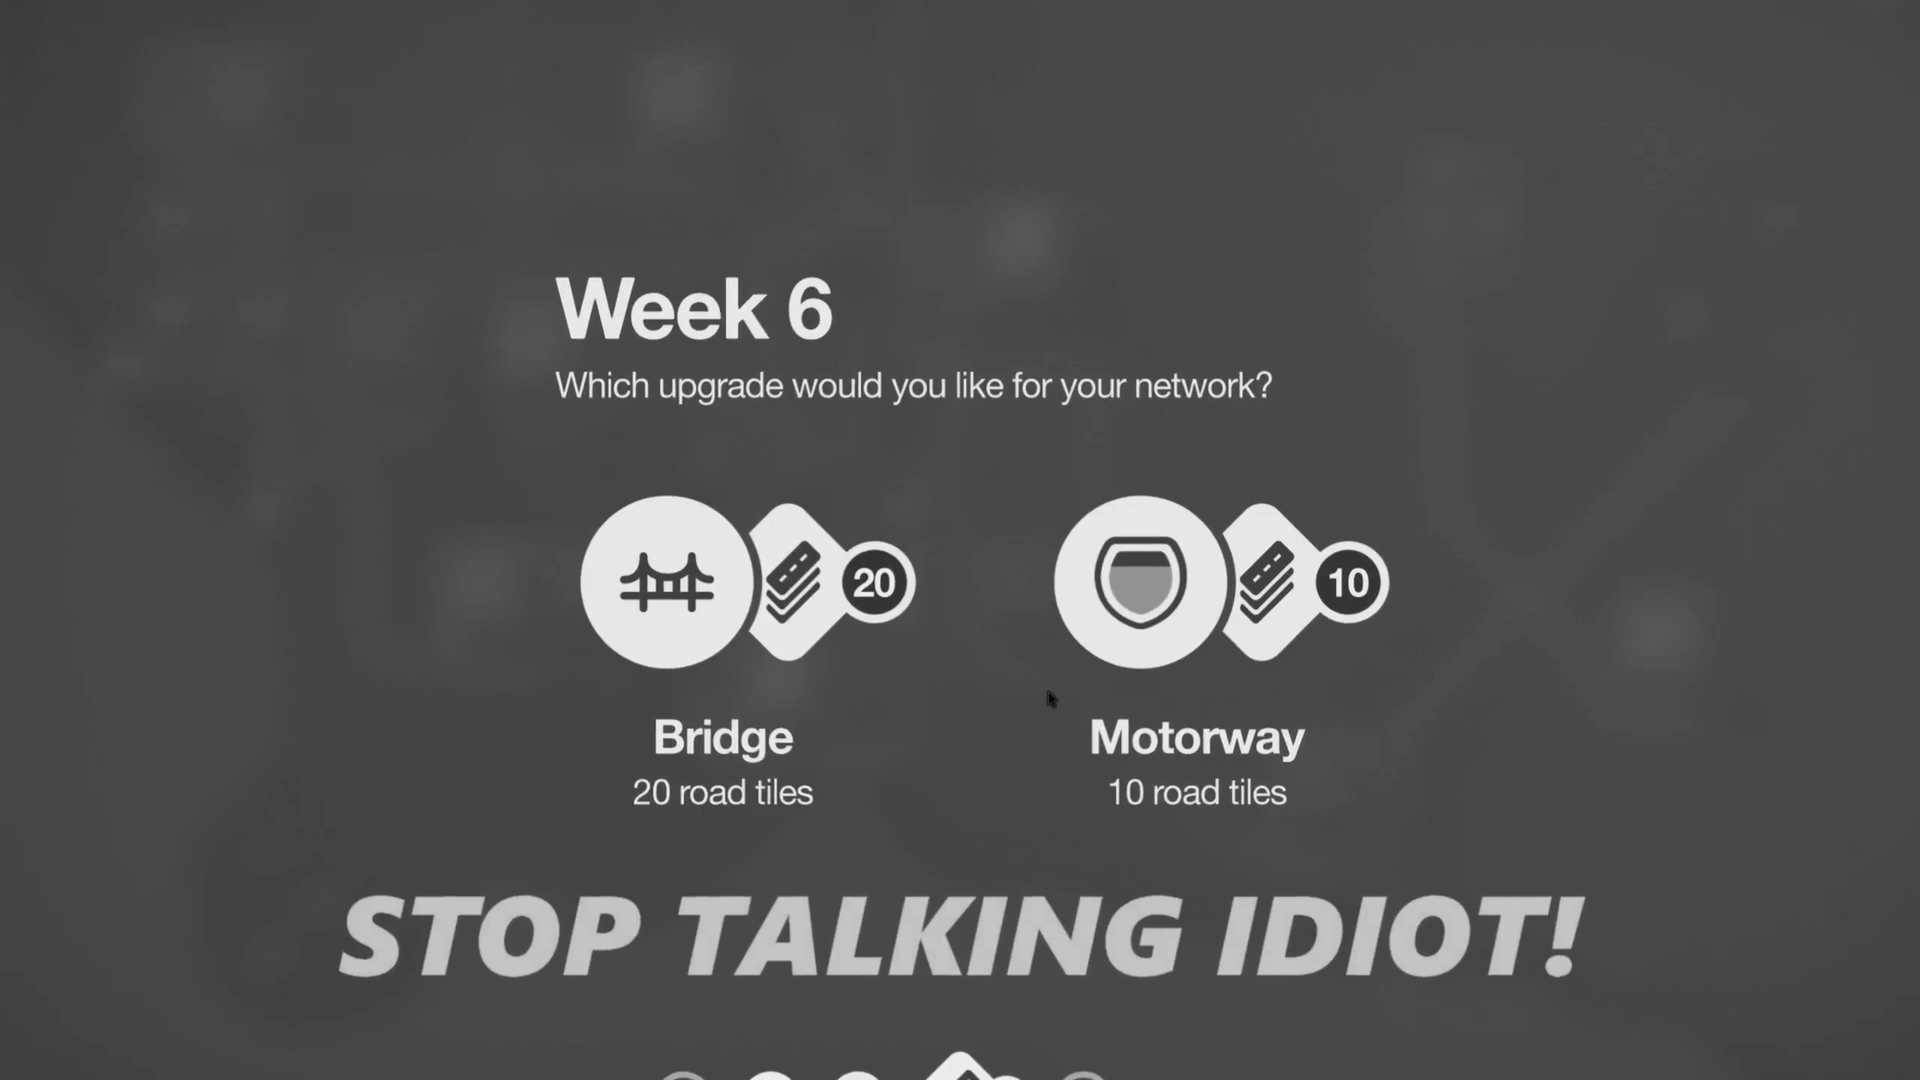 Week 6
Which upgrade would you like for your network?
20
10
Bridge
Motorway
20 road tiles
10 road tiles
STOP TALKING IDIOT!